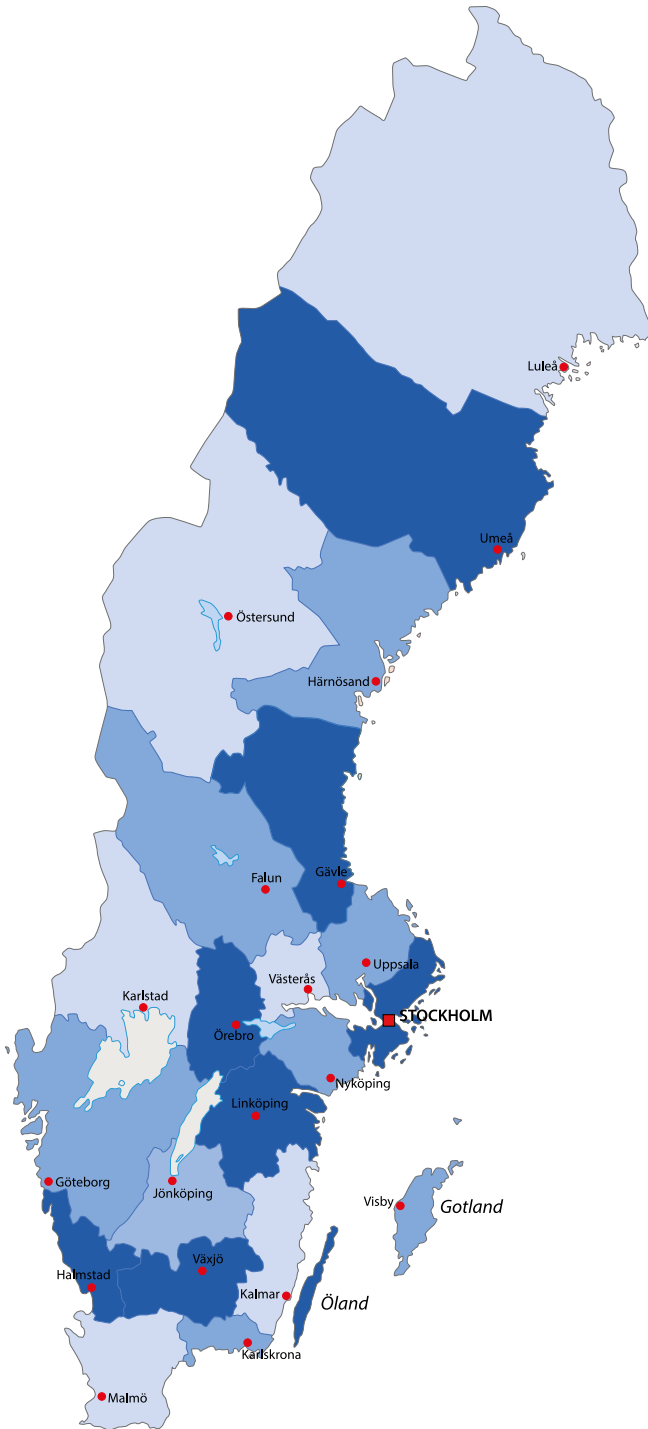 Luleå
Umeå
Östersund
Härnösand
Falun
Gävle
Uppsala
Västerås
Karlstad
STOCKHOLM
Örebro
Nyköping
Linköping
Göteborg
Jönköping
Visby
Gotland
Växjö
Halmstad
Kalmar
Öland
Karlskrona
Malmö